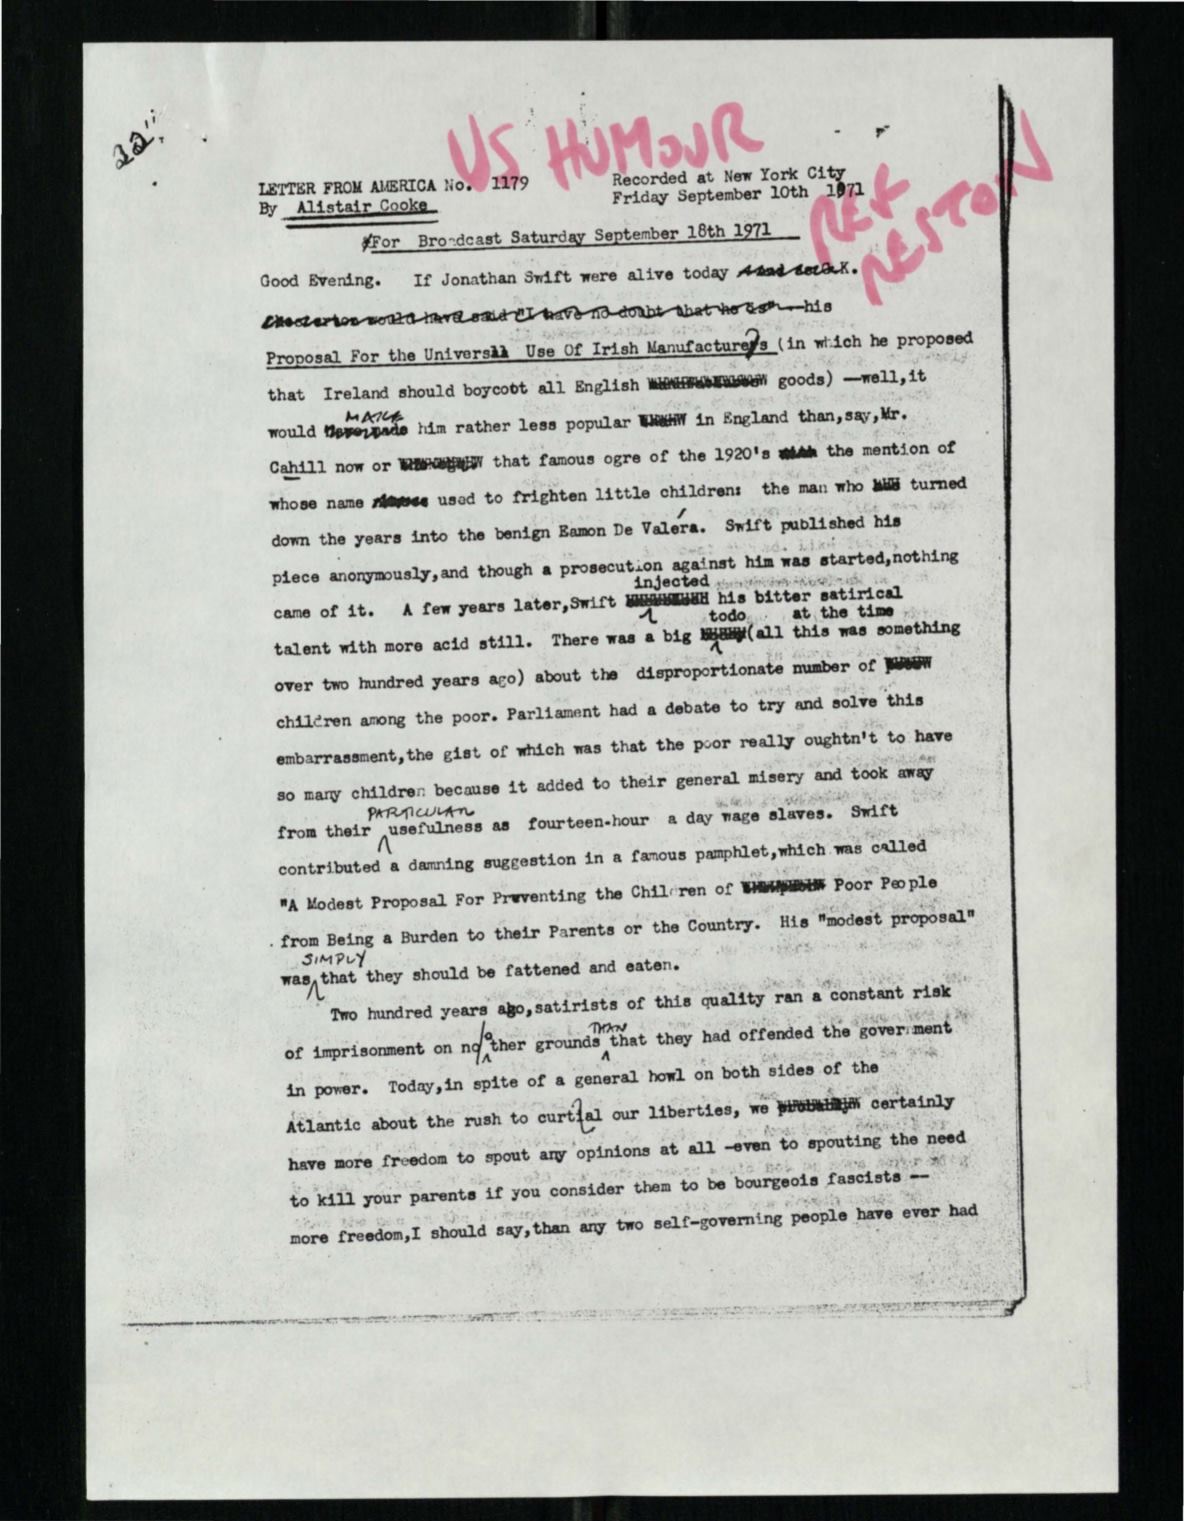 22"
US HUMOUR
REX
RESTON
LETTER FROM AMERICA No. 1179
By Alistair Cooke
Recorded at New York City
Friday September 10th 1971
For Broadcast Saturday September 18th 1971
Good Evening. If Jonathan Swift were alive today and so G.K.
Chesterton would have said "I have no doubt that he is" --his
Proposal For the Universal Use Of Irish Manufactures (in which he proposed
that Ireland should boycott all English goods) --well,it
would MAKE him rather less popular in England than,say,Mr.
Cahill now or that famous ogre of the 1920's the mention of
whose name used to frighten little children: the man who turned
down the years into the benign Eamon De Valéra. Swift published his
piece anonymously,and though a prosecution against him was started,nothing
came of it. A few years later,Swift injected his bitter satirical
talent with more acid still. There was a big todo (all this was something at the time
over two hundred years ago) about the disproportionate number of
children among the poor. Parliament had a debate to try and solve this
embarrassment,the gist of which was that the poor really oughtn't to have
so many children because it added to their general misery and took away
from their PARTICULAR usefulness as fourteen-hour a day wage slaves. Swift
contributed a damning suggestion in a famous pamphlet,which was called
"A Modest Proposal For Preventing the Children of Poor People
from Being a Burden to their Parents or the Country. His "modest proposal"
was SIMPLY that they should be fattened and eaten.
Two hundred years ago,satirists of this quality ran a constant risk
of imprisonment on no other grounds THAN that they had offended the government
in power. Today,in spite of a general howl on both sides of the
Atlantic about the rush to curtail our liberties, we certainly
have more freedom to spout any opinions at all -even to spouting the need
to kill your parents if you consider them to be bourgeois fascists --
more freedom,I should say,than any two self-governing people have ever had